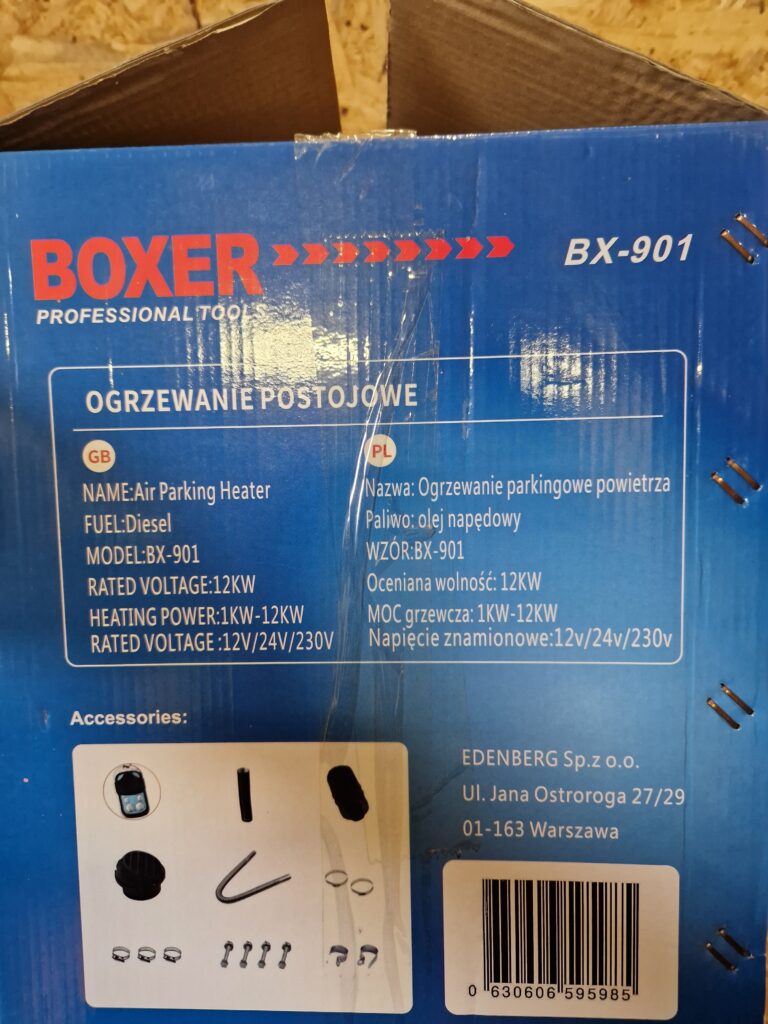 BOXER
BX-901
PROFESSIONAL TOOLS
OGRZEWANIE POSTOJOWE
GB
NAME:Air Parking Heater
FUEL:Diesel
MODEL:BX-901
RATED VOLTAGE:12KW
HEATING POWER:1KW-12KW
RATED VOLTAGE :12V/24V/230V
PL
Nazwa: Ogrzewanie parkingowe powietrza
Paliwo: olej napędowy
WZÓR:BX-901
Oceniana wolność: 12KW
MOC grzewcza: 1KW-12KW
Napięcie znamionowe:12v/24v/230v
Accessories:
EDENBERG Sp.z o.o.
Ul. Jana Ostroroga 27/29
01-163 Warszawa
0 630606 595985